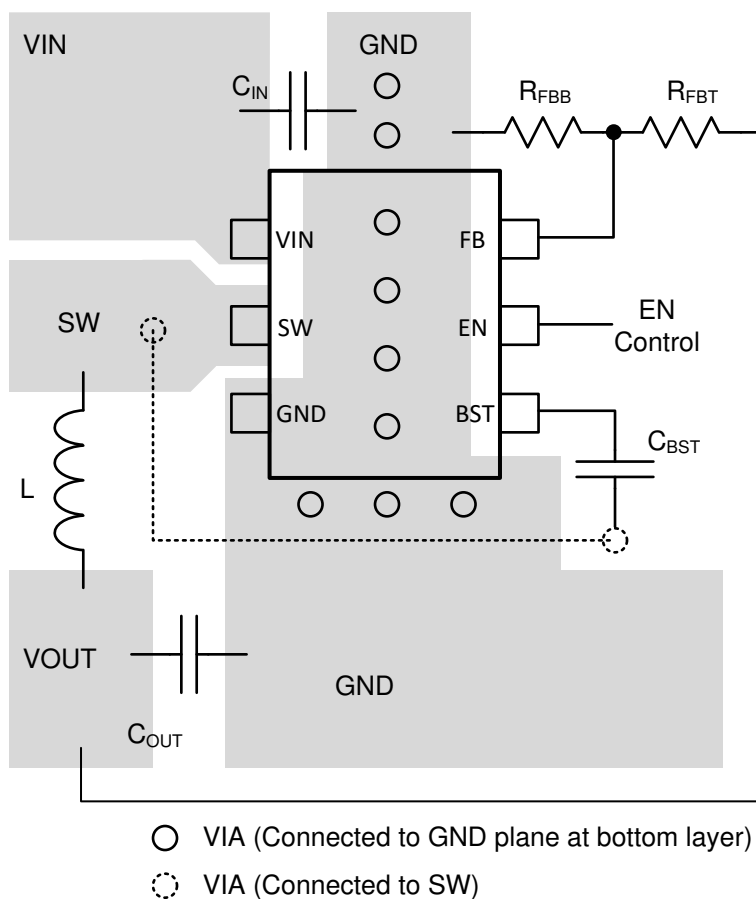 VIN
GND
C_IN
R_FBB
R_FBT
VIN
FB
SW
SW
EN
EN
Control
GND
BST
C_BST
L
VOUT
GND
C_OUT
VIA (Connected to GND plane at bottom layer)
VIA (Connected to SW)